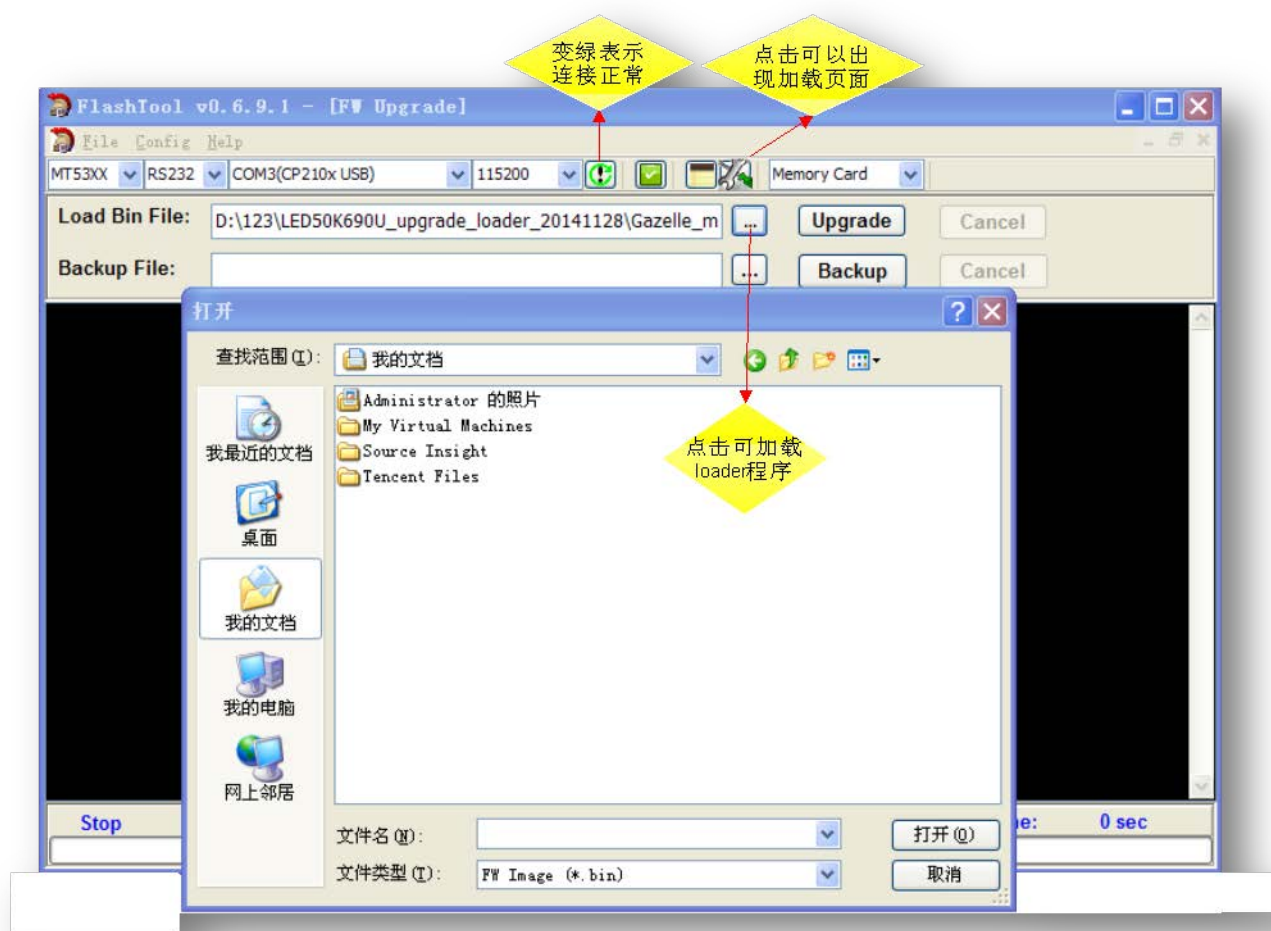 变绿表示
连接正常
点击可以出
现加载页面
FlashTool v0.6.9.1 - [FW Upgrade]
File Config Help
MT53XX RS232 COM3(CP210x USB) 115200 Memory Card
Load Bin File: D:\123\LED50K690U_upgrade_loader_20141128\Gazelle_m ... Upgrade Cancel
Backup File: ... Backup Cancel
打开
查找范围(I): 我的文档
Administrator 的照片
My Virtual Machines
Source Insight
Tencent Files
我最近的文档
桌面
我的文档
我的电脑
网上邻居
点击可加载
loader程序
Stop e: 0 sec
文件名(N): 打开(O)
文件类型(T): FW Image (*.bin) 取消